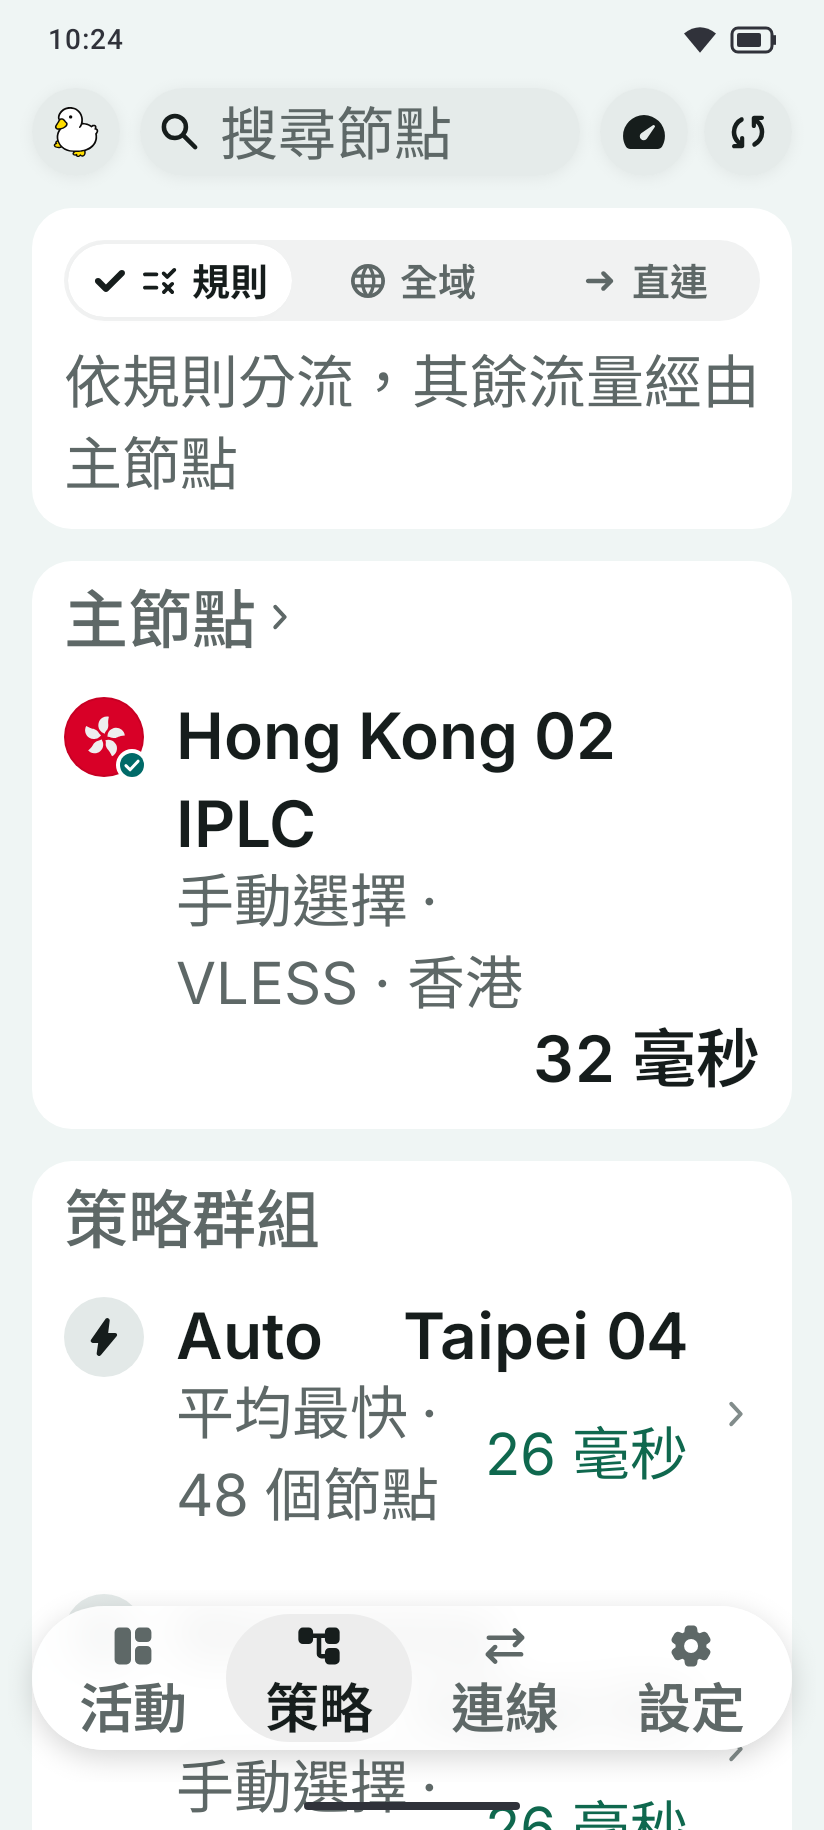 10:24
搜尋節點
規則
全域
直連
依規則分流，其餘流量經由
主節點
主節點
Hong Kong 02
IPLC
手動選擇 ·
VLESS · 香港
32 毫秒
策略群組
Auto
Taipei 04
平均最快 ·
48 個節點
26 毫秒
活動
策略
連線
設定
手動選擇 ·
26 毫秒